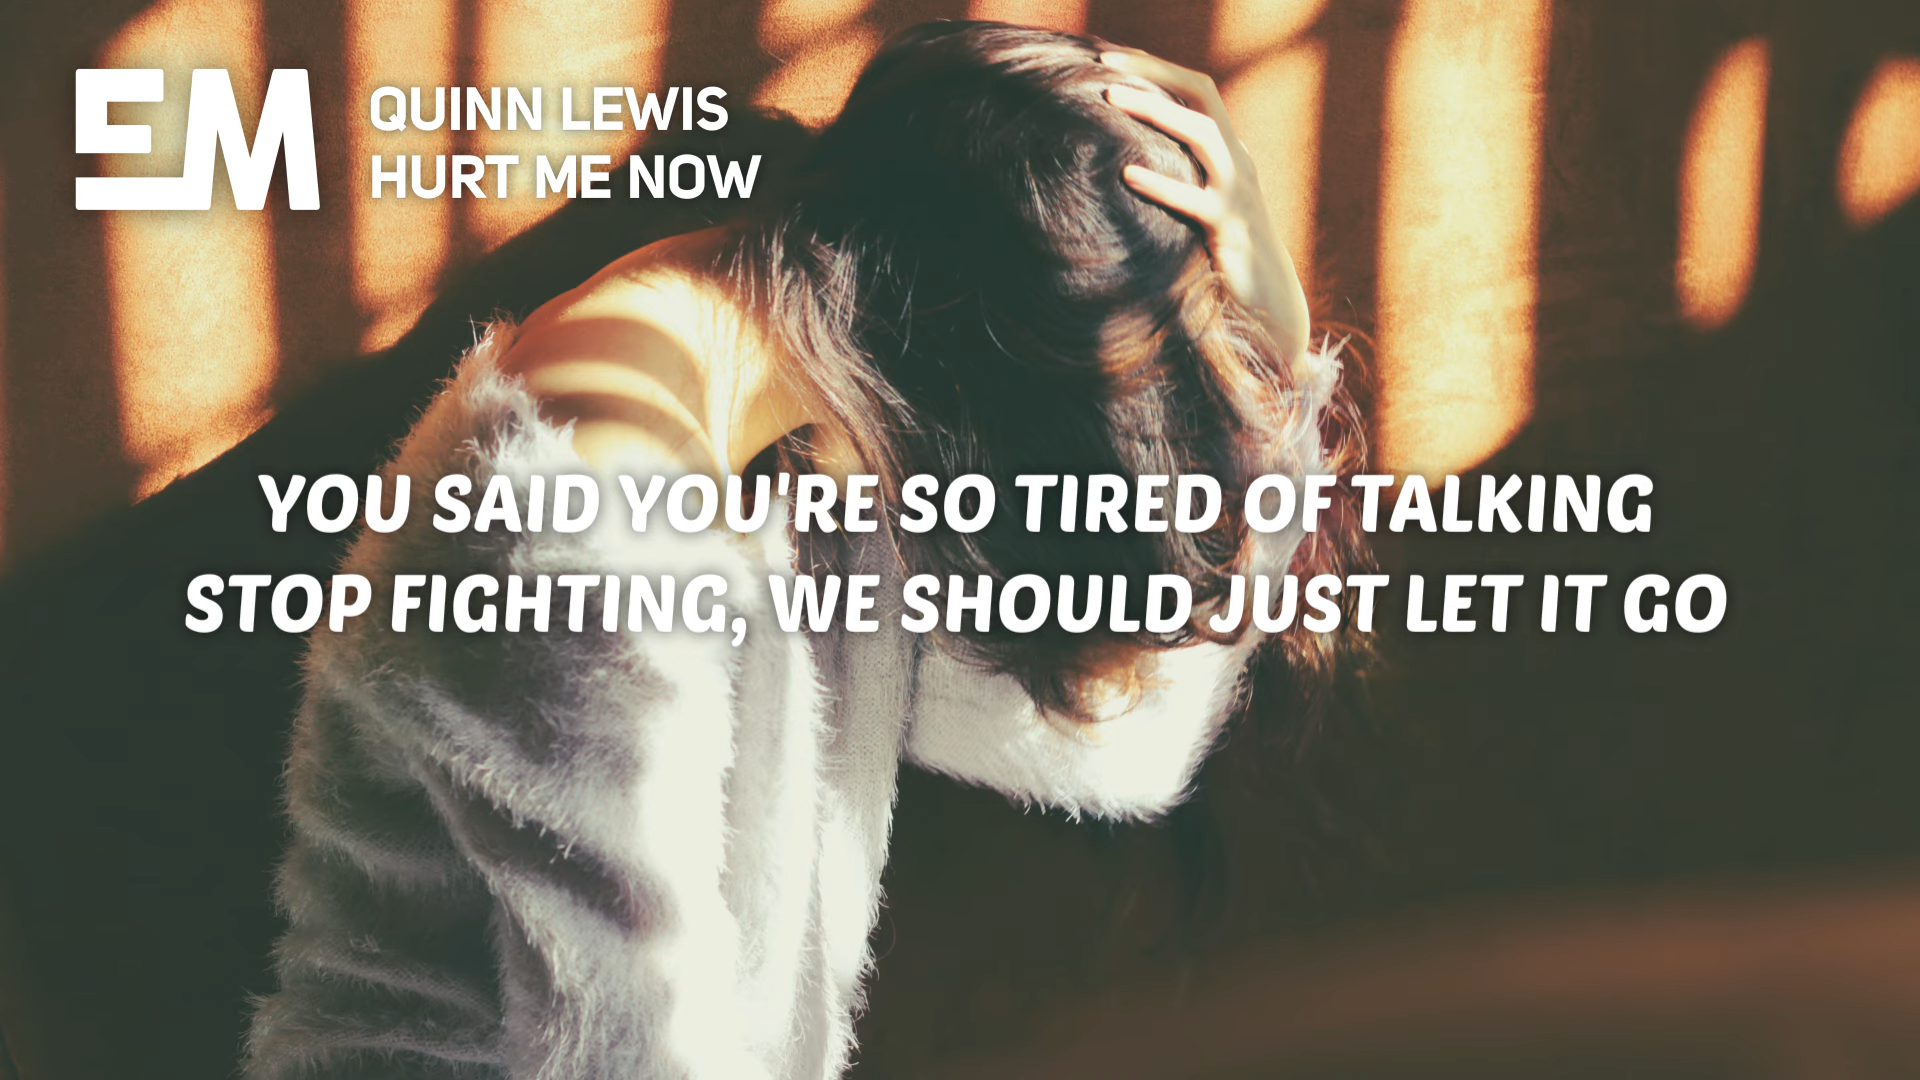 EM
QUINN LEWIS
HURT ME NOW
YOU SAID YOU'RE SO TIRED OF TALKING
STOP FIGHTING, WE SHOULD JUST LET IT GO